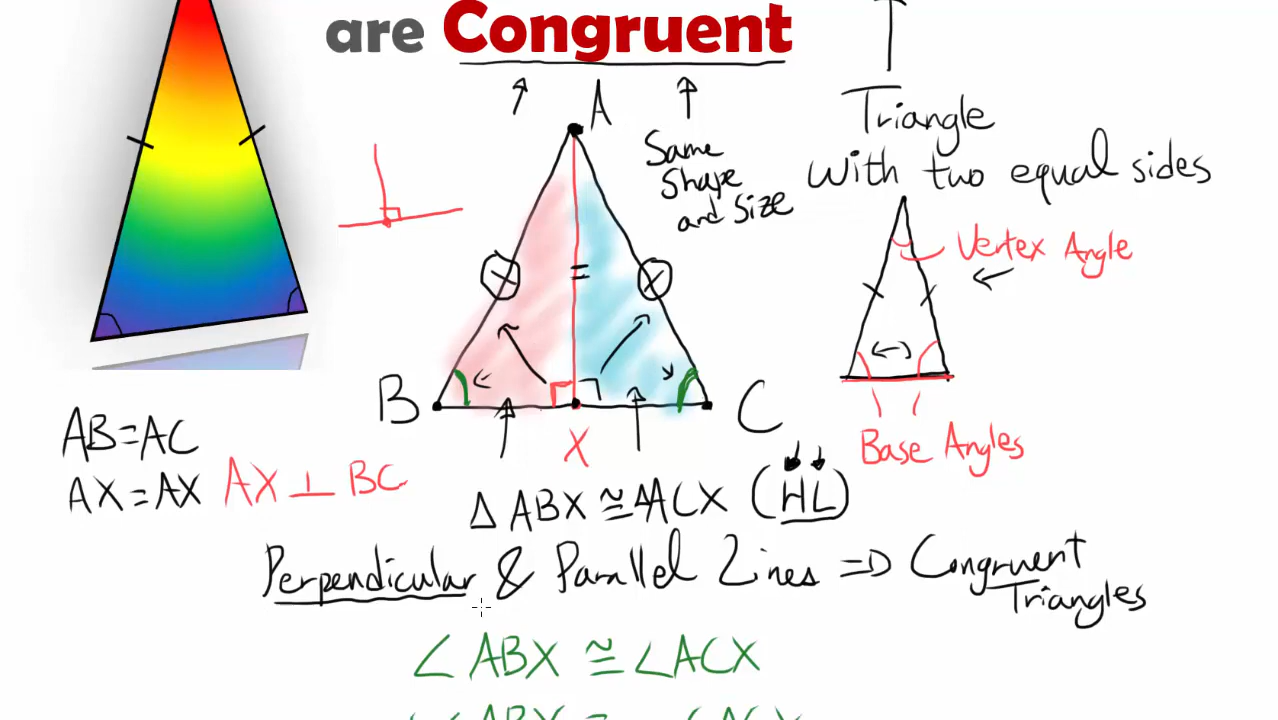 are Congruent
A
Same
Shape
and Size
Triangle
with two equal sides
Vertex Angle
B
C
X
Base Angles
AB=AC
AX=AX AX ⊥ BC
Δ ABX ≅ ΔACX (HL)
Perpendicular & Parallel Lines => Congruent
Triangles
∠ABX ≅ ∠ACX